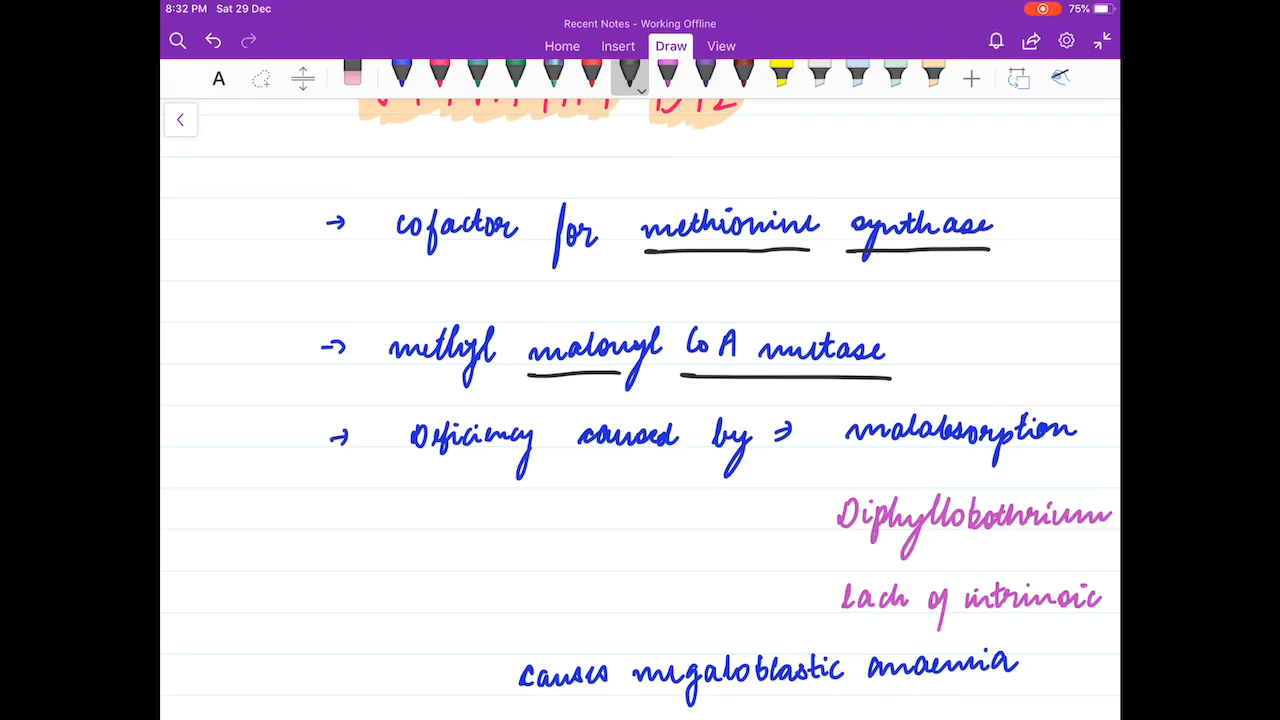 8:32 PM Sat 29 Dec 75%
Recent Notes - Working Offline
Home Insert Draw View
A
B12
→ cofactor for methionine synthase
→ methyl malonyl CoA mutase
→ Deficiency caused by ⇒ malabsorption
Diphyllobothrium
Lack of intrinsic
causes megaloblastic anaemia